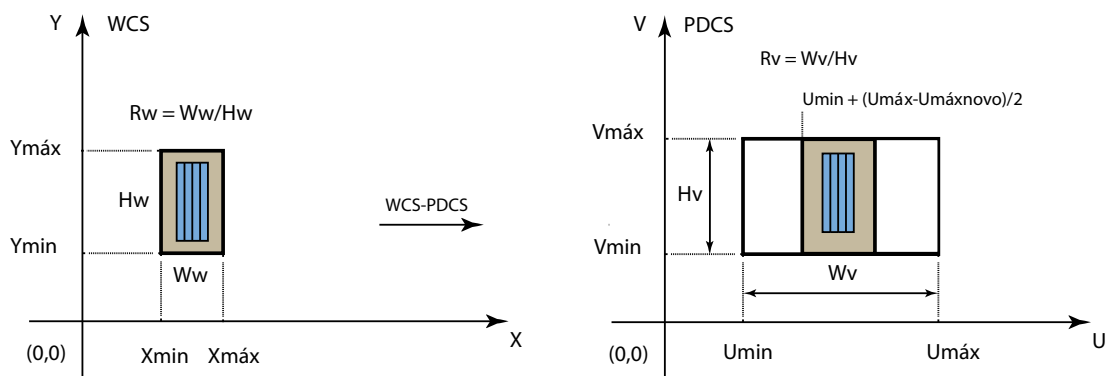 Y WCS
Rw = Ww/Hw
Ymáx
Hw
Ymin
Ww
X
(0,0)
Xmin Xmáx
WCS-PDCS
V PDCS
Rv = Wv/Hv
Umin + (Umáx-Umáxnovo)/2
Vmáx
Hv
Vmin
Wv
(0,0)
Umin
Umáx
U